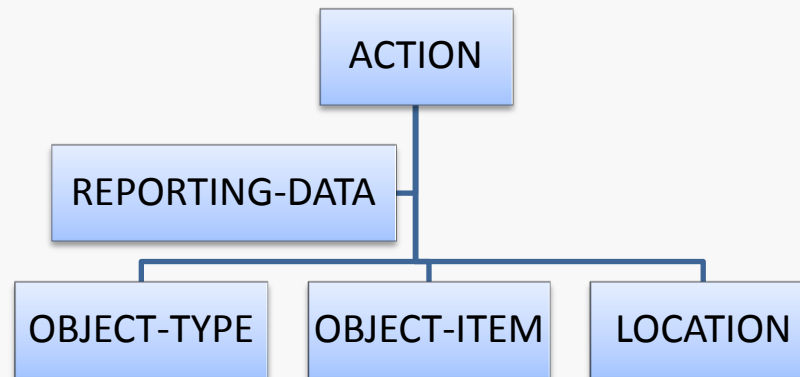 ACTION
REPORTING-DATA
OBJECT-TYPE
OBJECT-ITEM
LOCATION